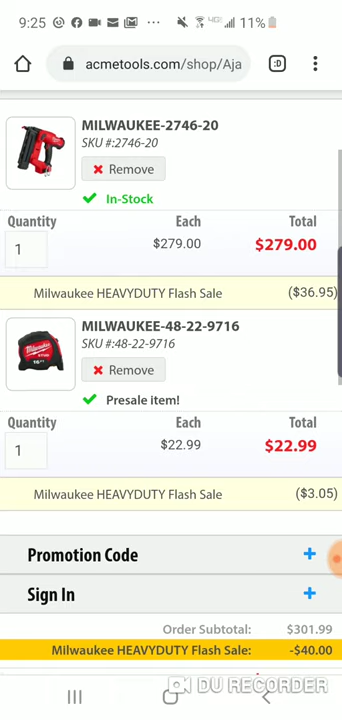 9:25 11%
acmetools.com/shop/Aja :D
MILWAUKEE-2746-20
SKU #:2746-20
Remove
In-Stock
Quantity Each Total
1 $279.00 $279.00
Milwaukee HEAVYDUTY Flash Sale ($36.95)
MILWAUKEE-48-22-9716
SKU #:48-22-9716
Remove
Presale item!
Quantity Each Total
1 $22.99 $22.99
Milwaukee HEAVYDUTY Flash Sale ($3.05)
Promotion Code +
Sign In +
Order Subtotal: $301.99
Milwaukee HEAVYDUTY Flash Sale: -$40.00
DU RECORDER